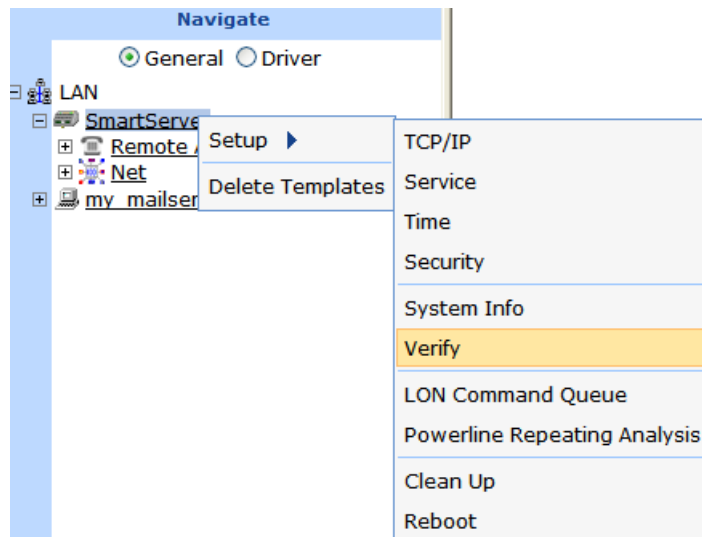 Navigate
General Driver
LAN
SmartServe
Remote
Net
my_mailser
Setup
Delete Templates
TCP/IP
Service
Time
Security
System Info
Verify
LON Command Queue
Powerline Repeating Analysis
Clean Up
Reboot